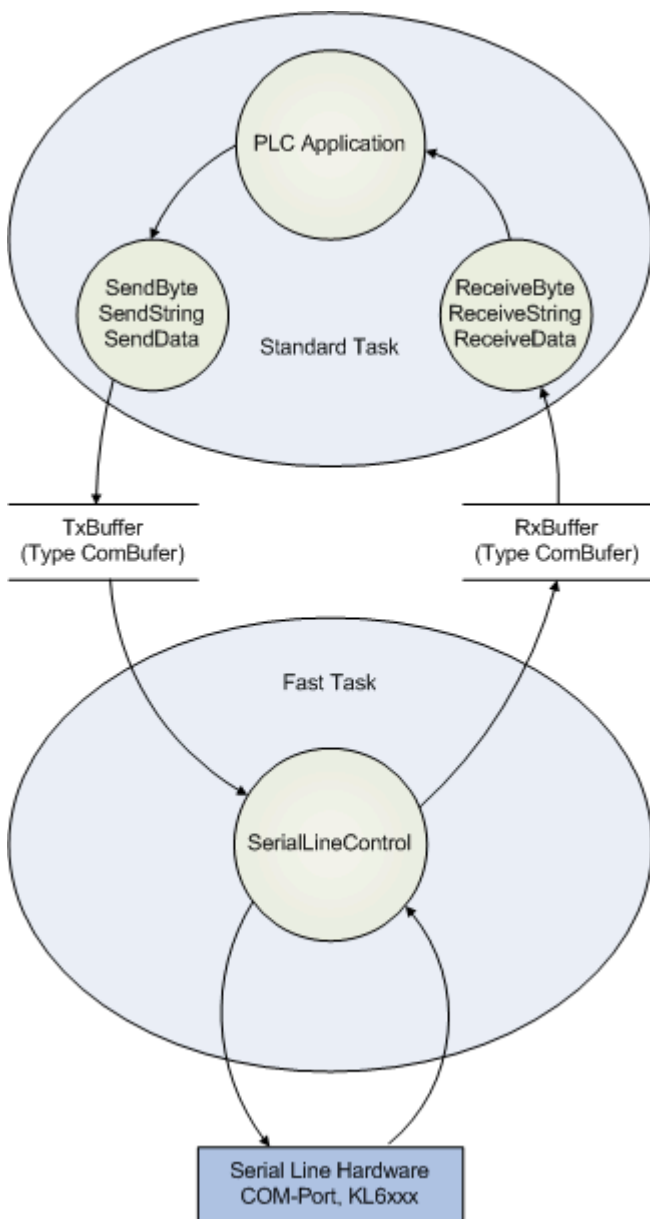 PLC Application
SendByte
SendString
SendData
ReceiveByte
ReceiveString
ReceiveData
Standard Task
TxBuffer
(Type ComBufer)
RxBuffer
(Type ComBufer)
Fast Task
SerialLineControl
Serial Line Hardware
COM-Port, KL6xxx